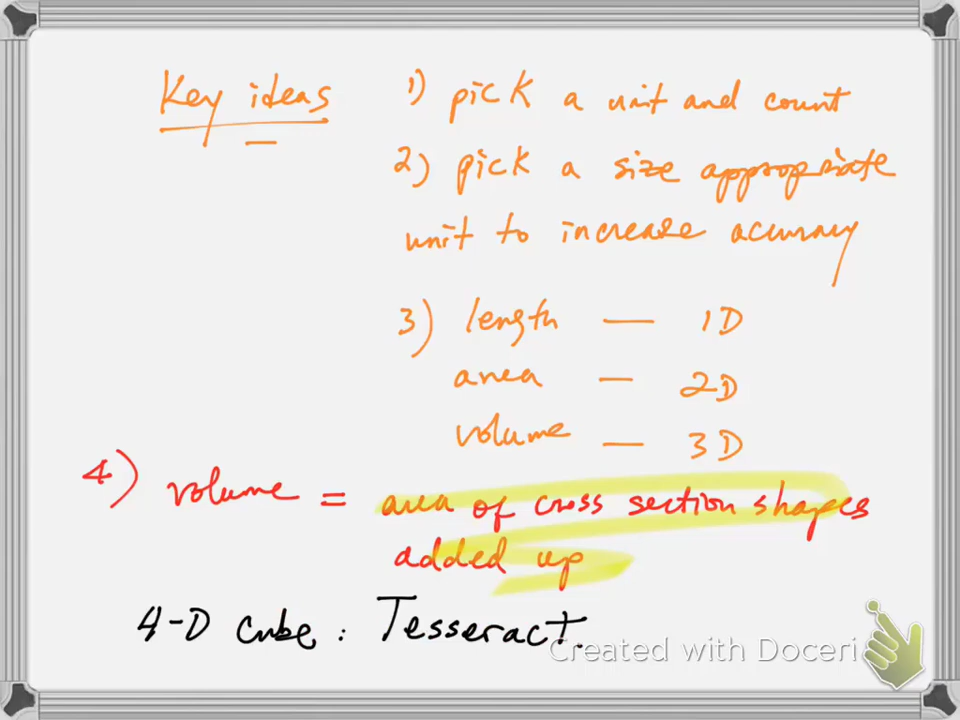 Key ideas
1) pick a unit and count
2) pick a size appropriate
unit to increase acurracy
3) length — 1D
area — 2D
volume — 3D
4) volume = area of cross section shapes
added up
4-D cube : Tesseract.
Created with Doceri